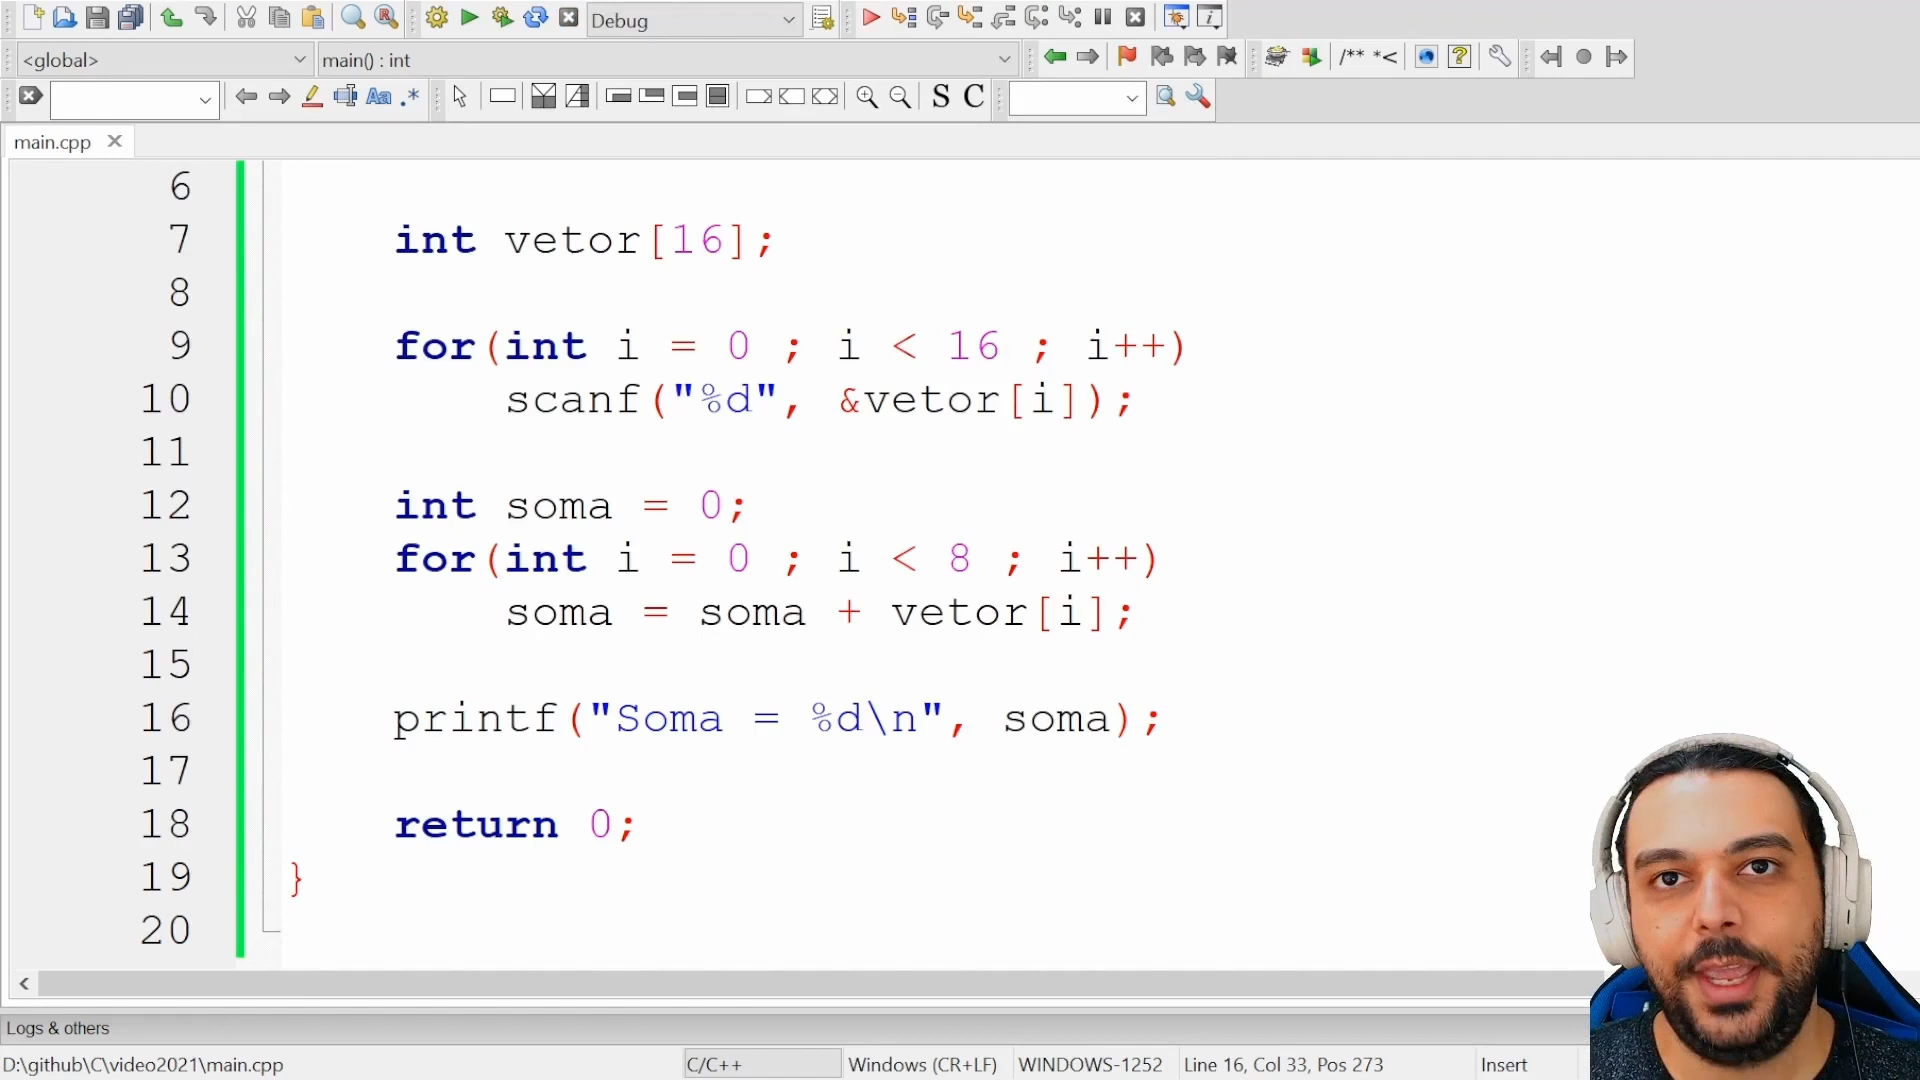 Debug
<global>
main() : int
/** *<
Aa .*
S C
main.cpp
6
7 int vetor[16];
8
9 for(int i = 0 ; i < 16 ; i++)
10 scanf("%d", &vetor[i]);
11
12 int soma = 0;
13 for(int i = 0 ; i < 8 ; i++)
14 soma = soma + vetor[i];
15
16 printf("Soma = %d\n", soma);
17
18 return 0;
19 }
20
Logs & others
D:\github\C\video2021\main.cpp C/C++ Windows (CR+LF) WINDOWS-1252 Line 16, Col 33, Pos 273 Insert